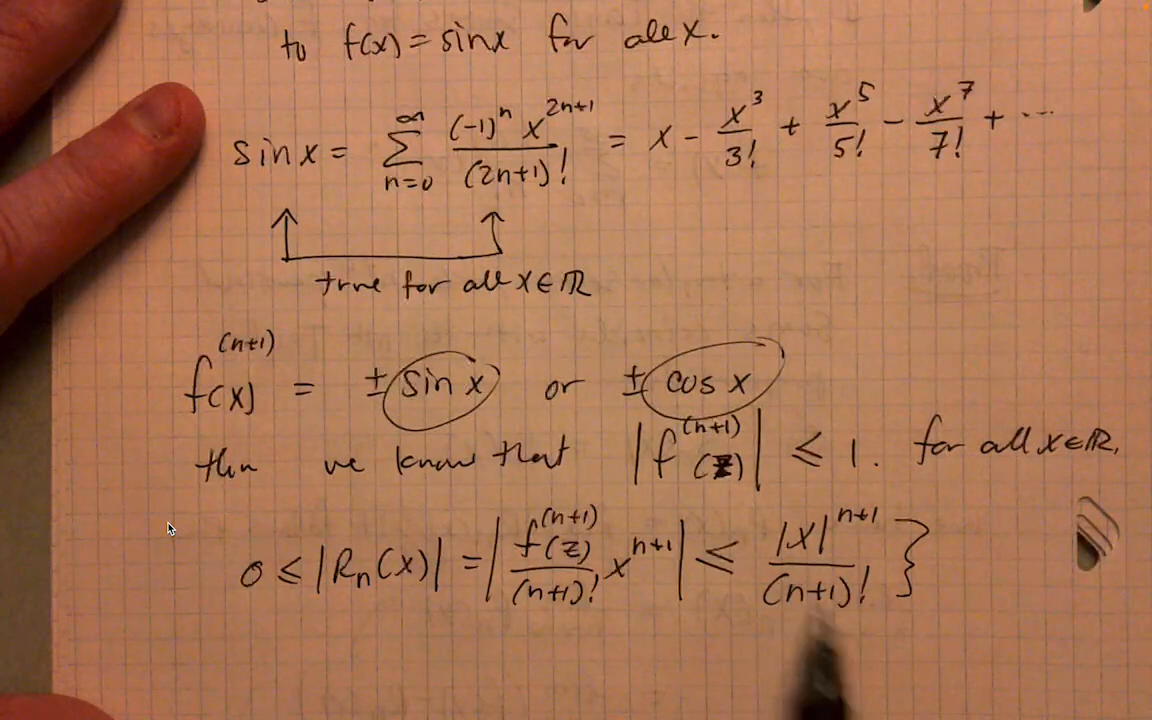 to f(x) = sinx for all x.
sin x = ∑_{n=0}^{∞} (-1)^n x^{2n+1} / (2n+1)! = x - x^3/3! + x^5/5! - x^7/7! + ...
true for all x ∈ ℝ
f^{(n+1)}(x) = ± sin x or ± cos x
then we know that |f^{(n+1)}(z)| ≤ 1. for all x ∈ ℝ.
0 ≤ |R_n(x)| = |f^{(n+1)}(z)/(n+1)! x^{n+1}| ≤ |x|^{n+1}/(n+1)! }